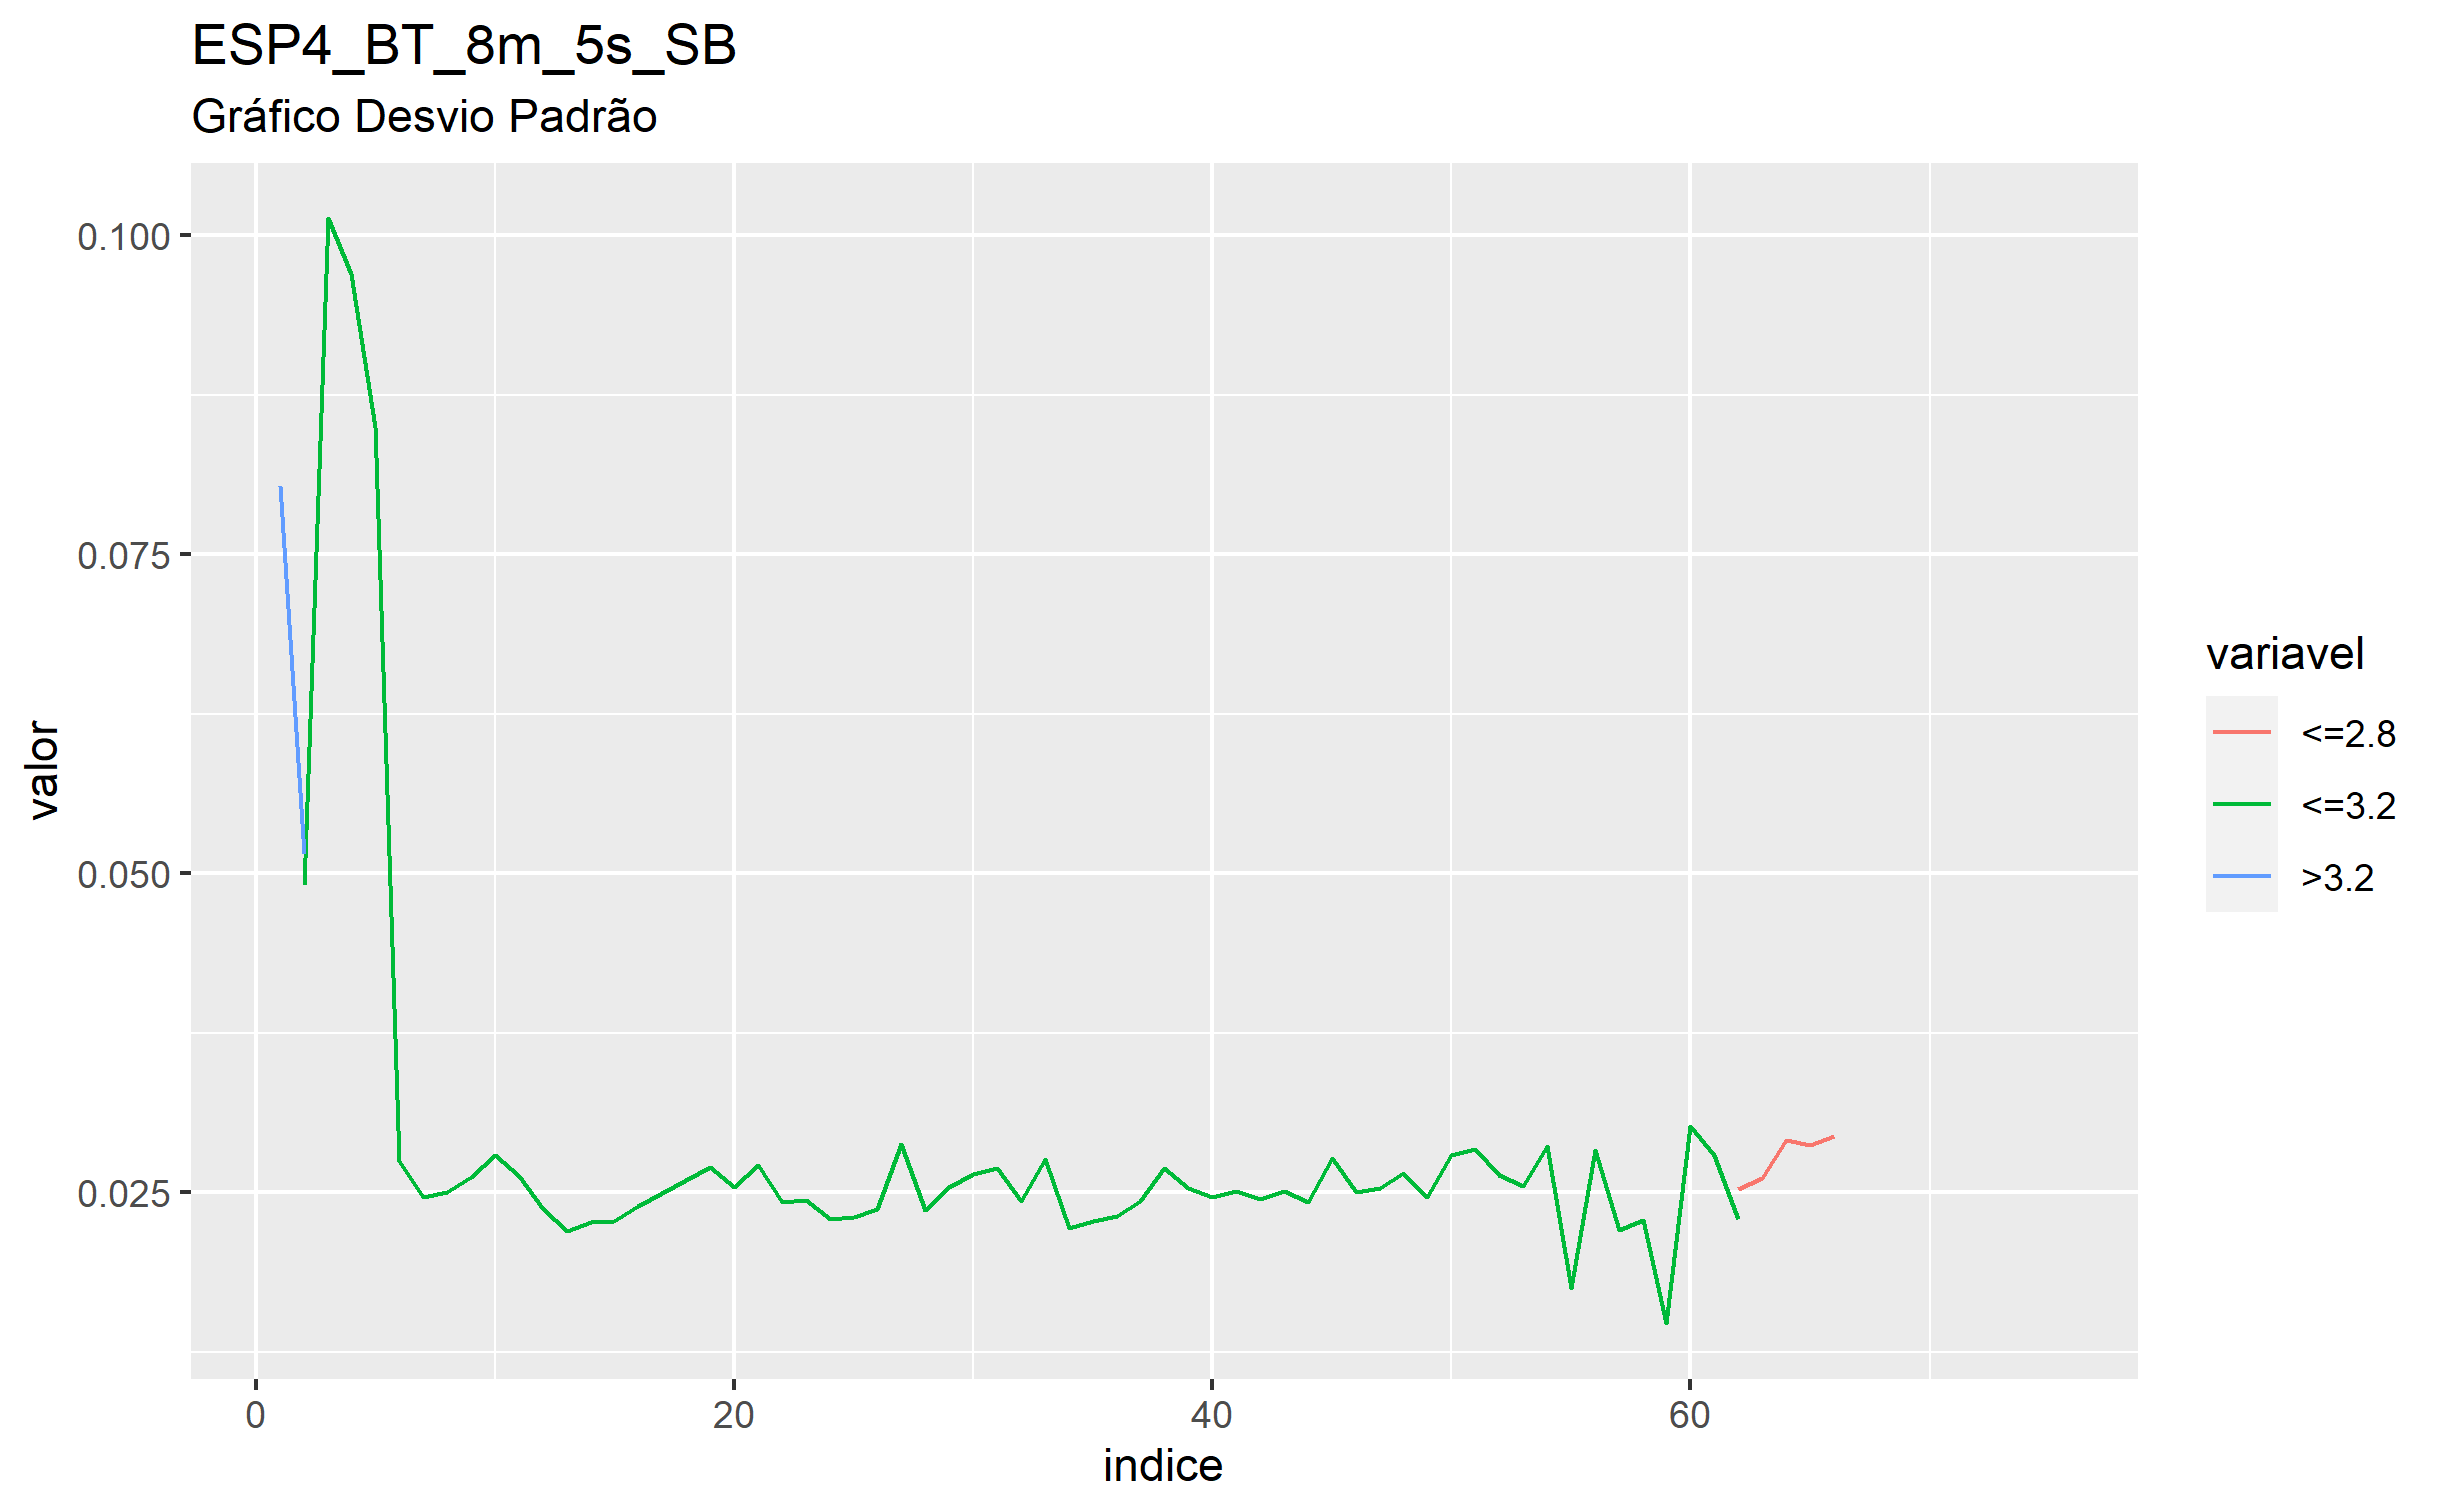 ESP4_BT_8m_5s_SB
Gráfico Desvio Padrão
0.100
0.075
0.050
0.025
valor
0
20
40
60
indice
variavel
<=2.8
<=3.2
>3.2